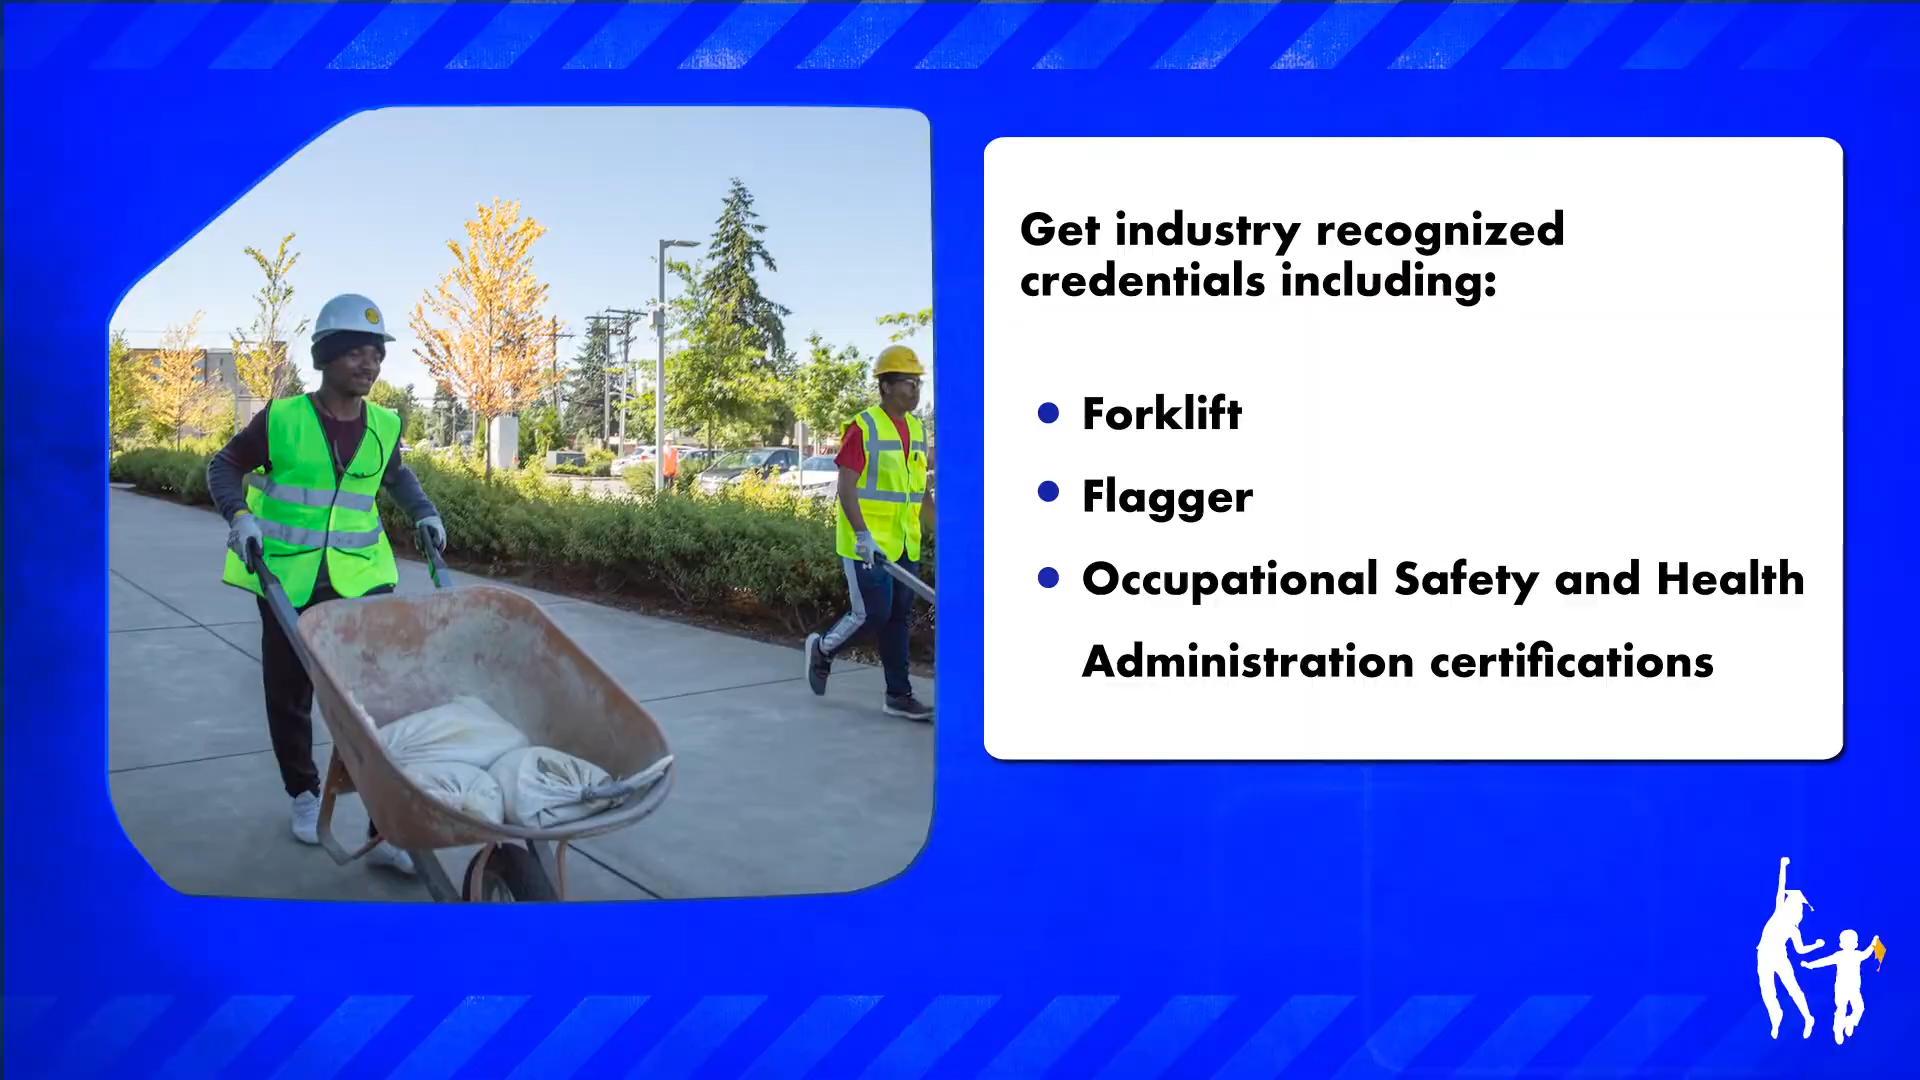 Get industry recognized
credentials including:
Forklift
Flagger
Occupational Safety and Health
Administration certifications